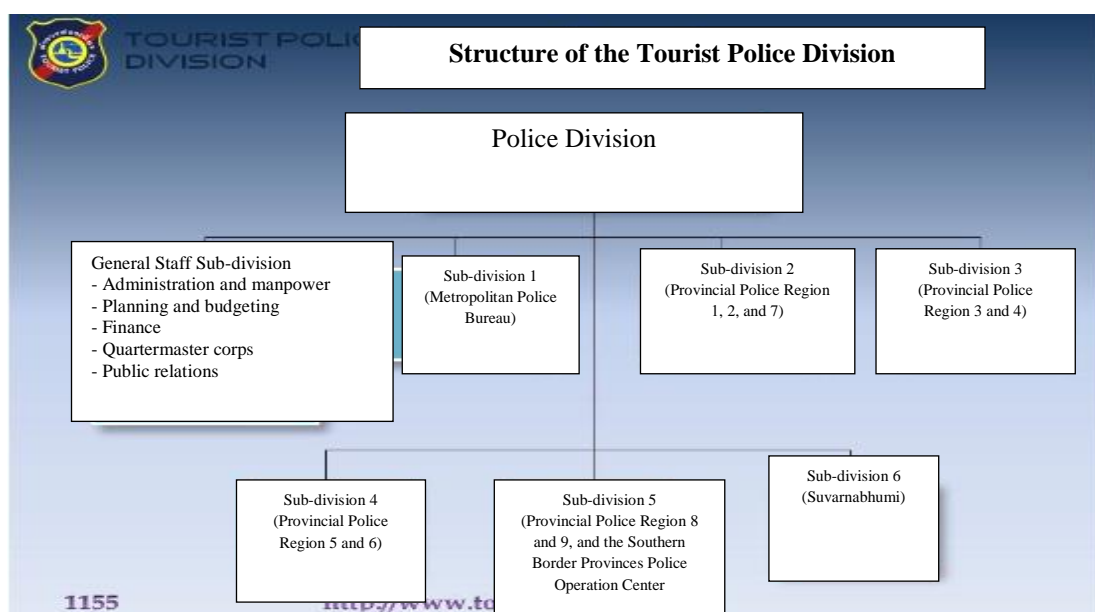 TOURIST POLIC
DIVISION
Structure of the Tourist Police Division
Police Division
General Staff Sub-division
- Administration and manpower
- Planning and budgeting
- Finance
- Quartermaster corps
- Public relations
Sub-division 1
(Metropolitan Police
Bureau)
Sub-division 2
(Provincial Police Region
1, 2, and 7)
Sub-division 3
(Provincial Police
Region 3 and 4)
Sub-division 4
(Provincial Police
Region 5 and 6)
Sub-division 5
(Provincial Police Region 8
and 9, and the Southern
Border Provinces Police
Operation Center
Sub-division 6
(Suvarnabhumi)
1155
http://www.to